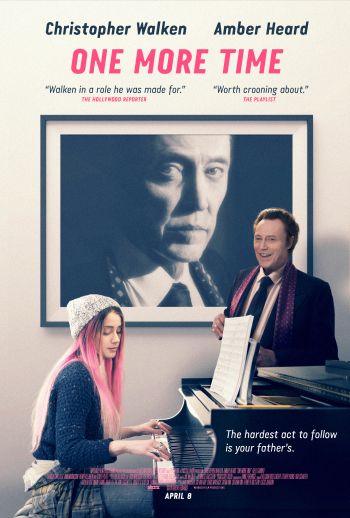 Christopher Walken Amber Heard
ONE MORE TIME
“Walken in a role he was made for.” “Worth crooning about.”
THE HOLLYWOOD REPORTER THE PLAYLIST
The hardest act to follow
is your father’s.
APRIL 8